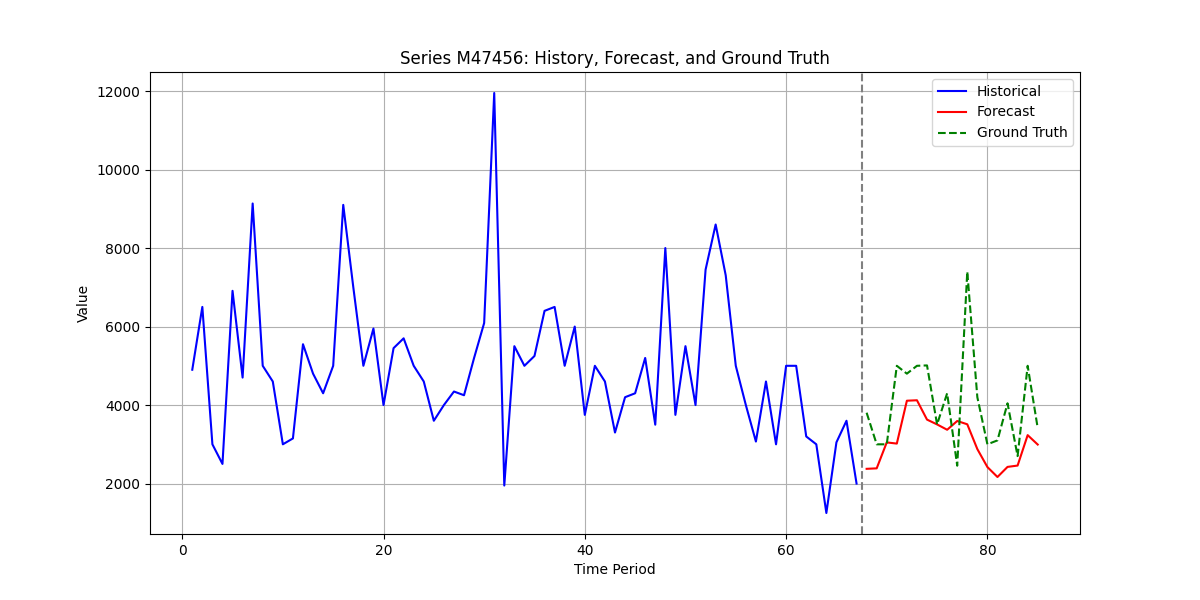 Series M47456: History, Forecast, and Ground Truth
Historical
Forecast
Ground Truth
Value
12000
10000
8000
6000
4000
2000
0
20
40
60
80
Time Period